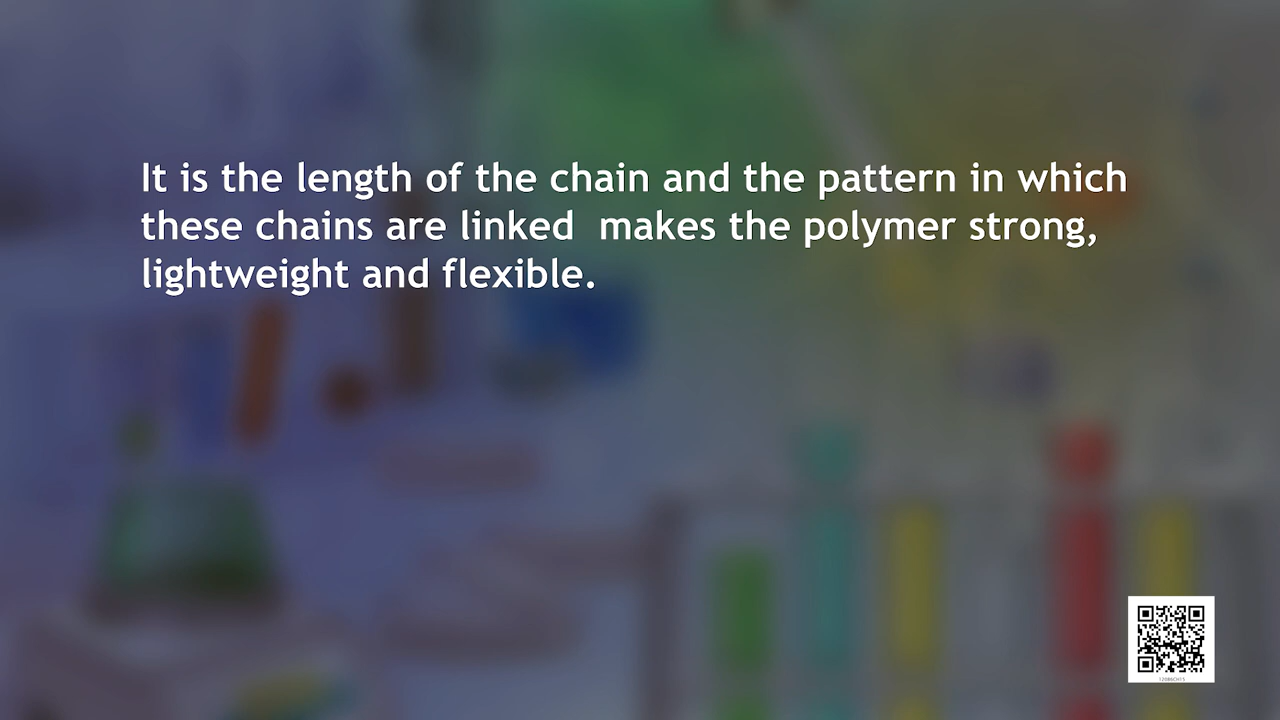 It is the length of the chain and the pattern in which
these chains are linked  makes the polymer strong,
lightweight and flexible.